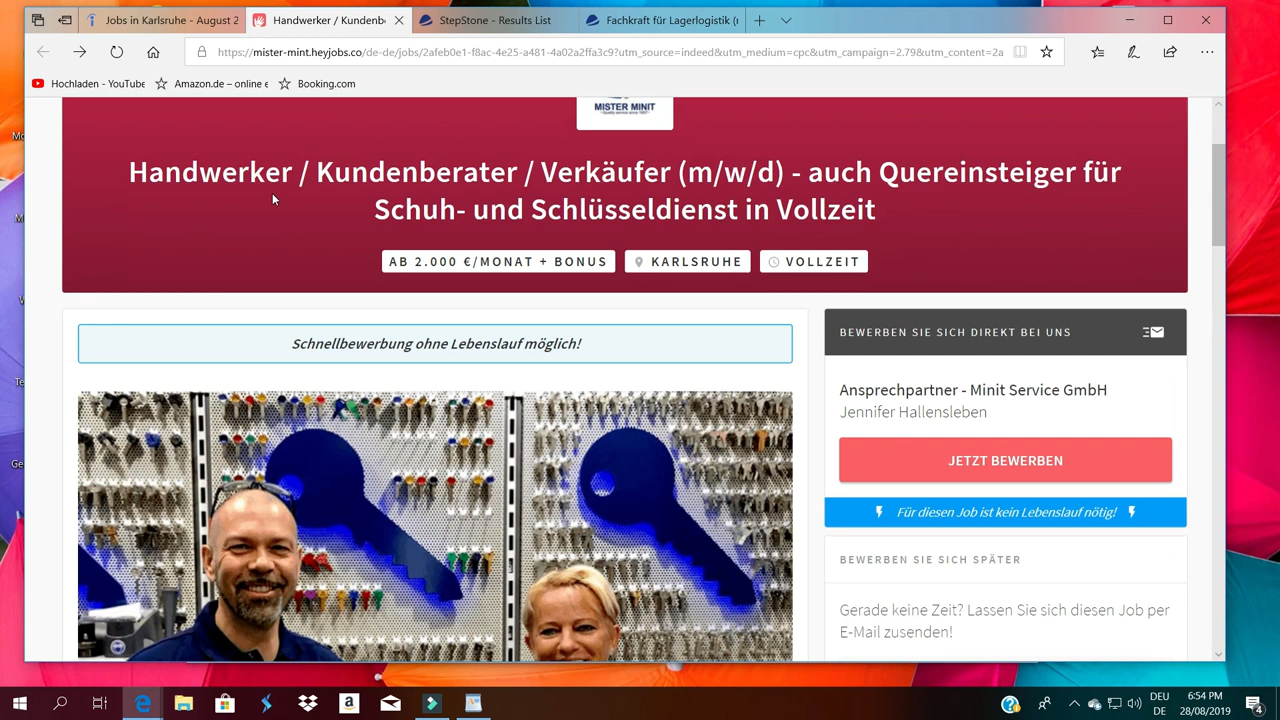 Jobs in Karlsruhe - August 2
Handwerker / Kundenb
StepStone - Results List
Fachkraft für Lagerlogistik (
https://mister-mint.heyjobs.co/de-de/jobs/2afeb0e1-f8ac-4e25-a481-4a02a2ffa3c9?utm_source=indeed&utm_medium=cpc&utm_campaign=2.79&utm_content=2a
Hochladen - YouTube
Amazon.de – online e
Booking.com
MISTER MINIT
Handwerker / Kundenberater / Verkäufer (m/w/d) - auch Quereinsteiger für
Schuh- und Schlüsseldienst in Vollzeit
AB 2.000 €/MONAT + BONUS
KARLSRUHE
VOLLZEIT
Schnellbewerbung ohne Lebenslauf möglich!
BEWERBEN SIE SICH DIREKT BEI UNS
Ansprechpartner - Minit Service GmbH
Jennifer Hallensleben
JETZT BEWERBEN
Für diesen Job ist kein Lebenslauf nötig!
BEWERBEN SIE SICH SPÄTER
Gerade keine Zeit? Lassen Sie sich diesen Job per
E-Mail zusenden!
DEU
DE
6:54 PM
28/08/2019
4